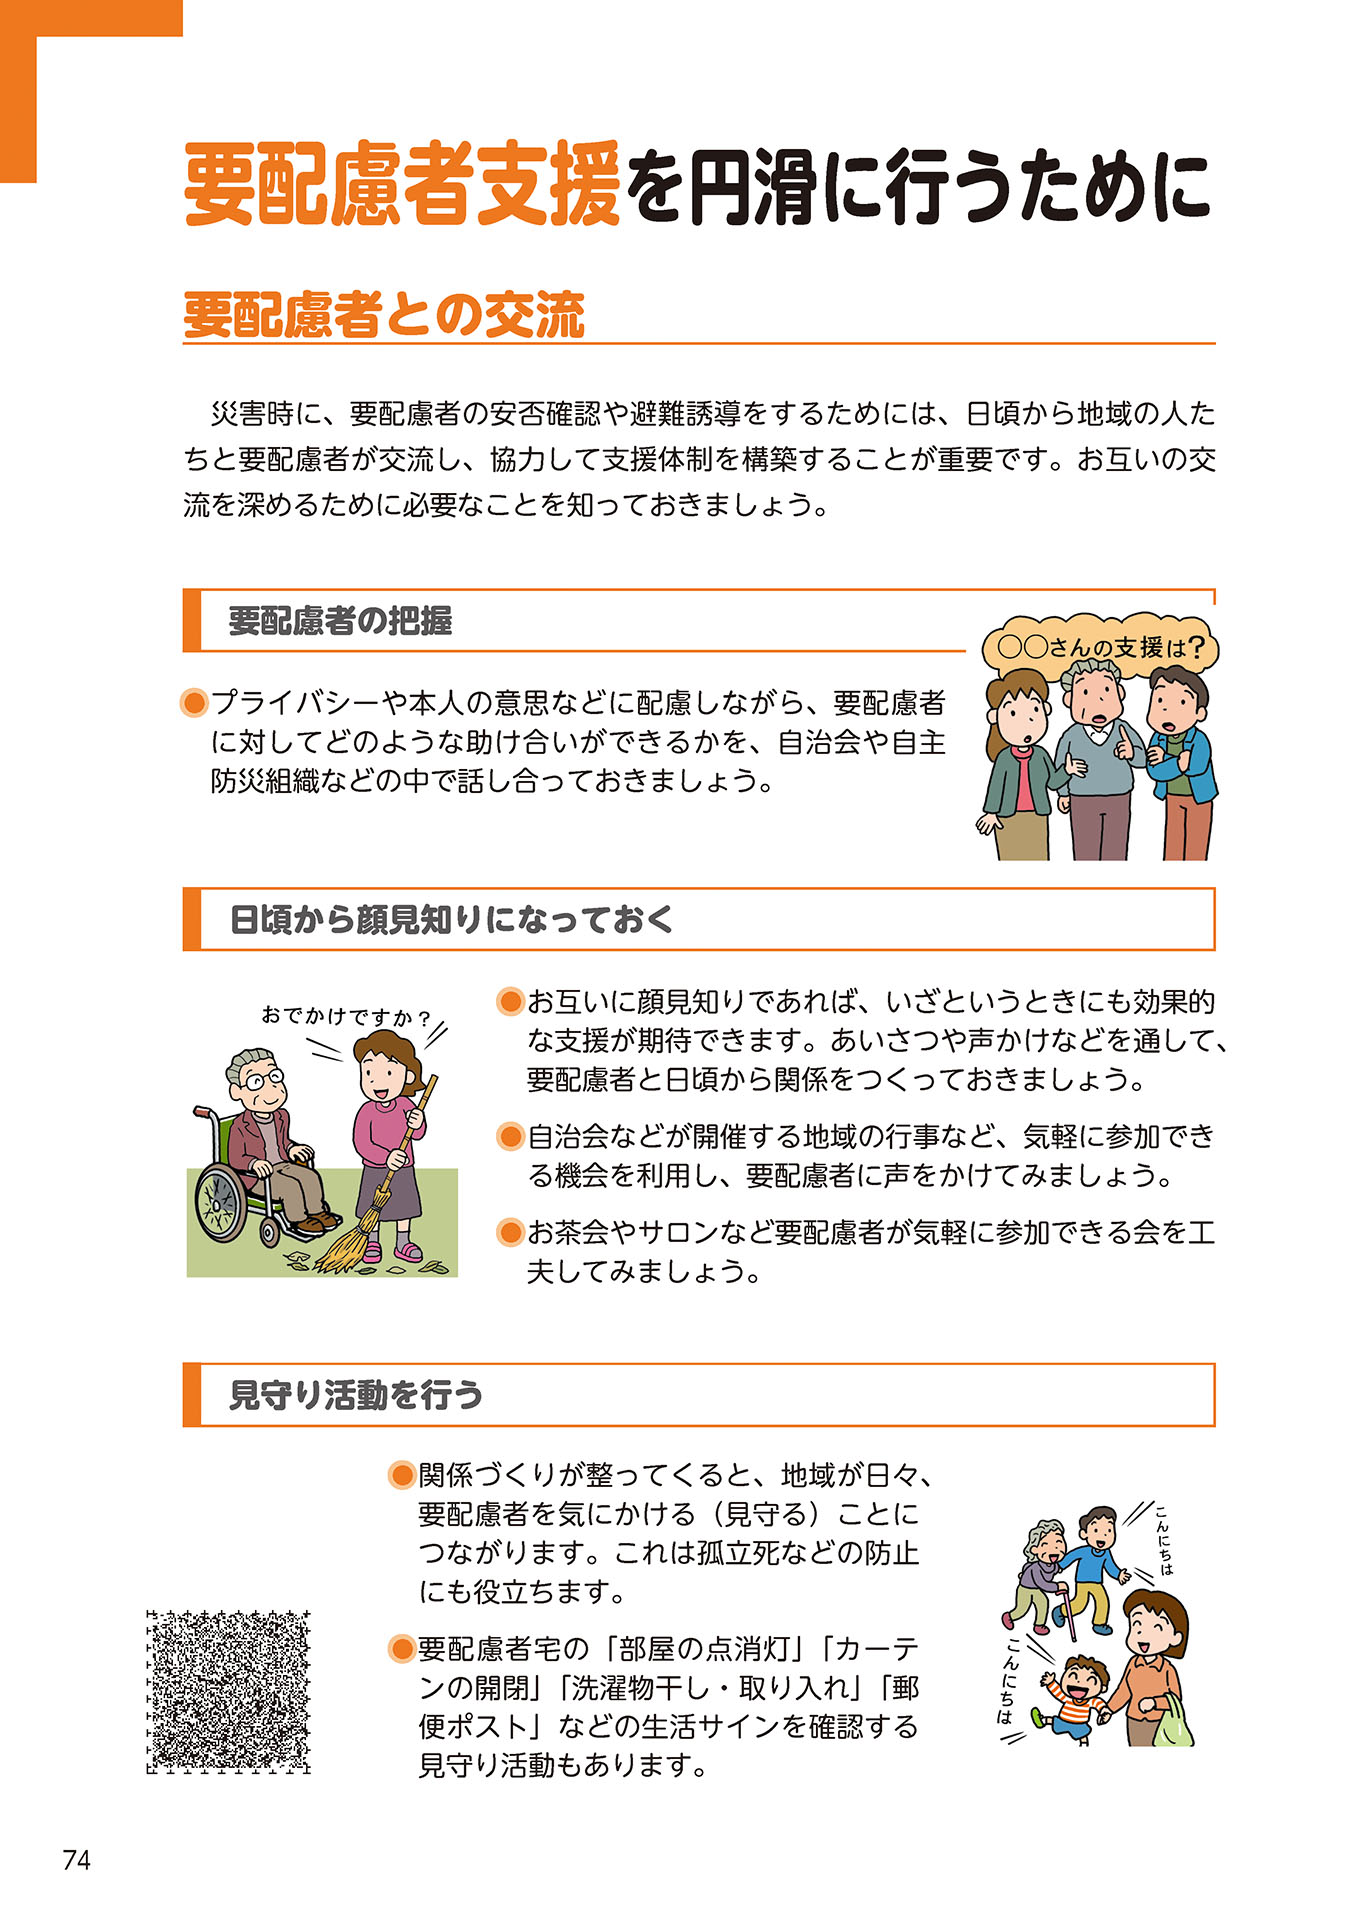 要配慮者支援を円滑に行うために
要配慮者との交流
災害時に、要配慮者の安否確認や避難誘導をするためには、日頃から地域の人た
ちと要配慮者が交流し、協力して支援体制を構築することが重要です。お互いの交
流を深めるために必要なことを知っておきましょう。
要配慮者の把握
〇〇さんの支援は?
●プライバシーや本人の意思などに配慮しながら、要配慮者
に対してどのような助け合いができるかを、自治会や自主
防災組織などの中で話し合っておきましょう。
日頃から顔見知りになっておく
おでかけですか?
●お互いに顔見知りであれば、いざというときにも効果的
な支援が期待できます。あいさつや声かけなどを通して、
要配慮者と日頃から関係をつくっておきましょう。
●自治会などが開催する地域の行事など、気軽に参加でき
る機会を利用し、要配慮者に声をかけてみましょう。
●お茶会やサロンなど要配慮者が気軽に参加できる会を工
夫してみましょう。
見守り活動を行う
●関係づくりが整ってくると、地域が日々、
要配慮者を気にかける（見守る）ことに
つながります。これは孤立死などの防止
にも役立ちます。
●要配慮者宅の「部屋の点消灯」「カーテ
ンの開閉」「洗濯物干し・取り入れ」「郵
便ポスト」などの生活サインを確認する
見守り活動もあります。
こんにちは
こんにちは
74